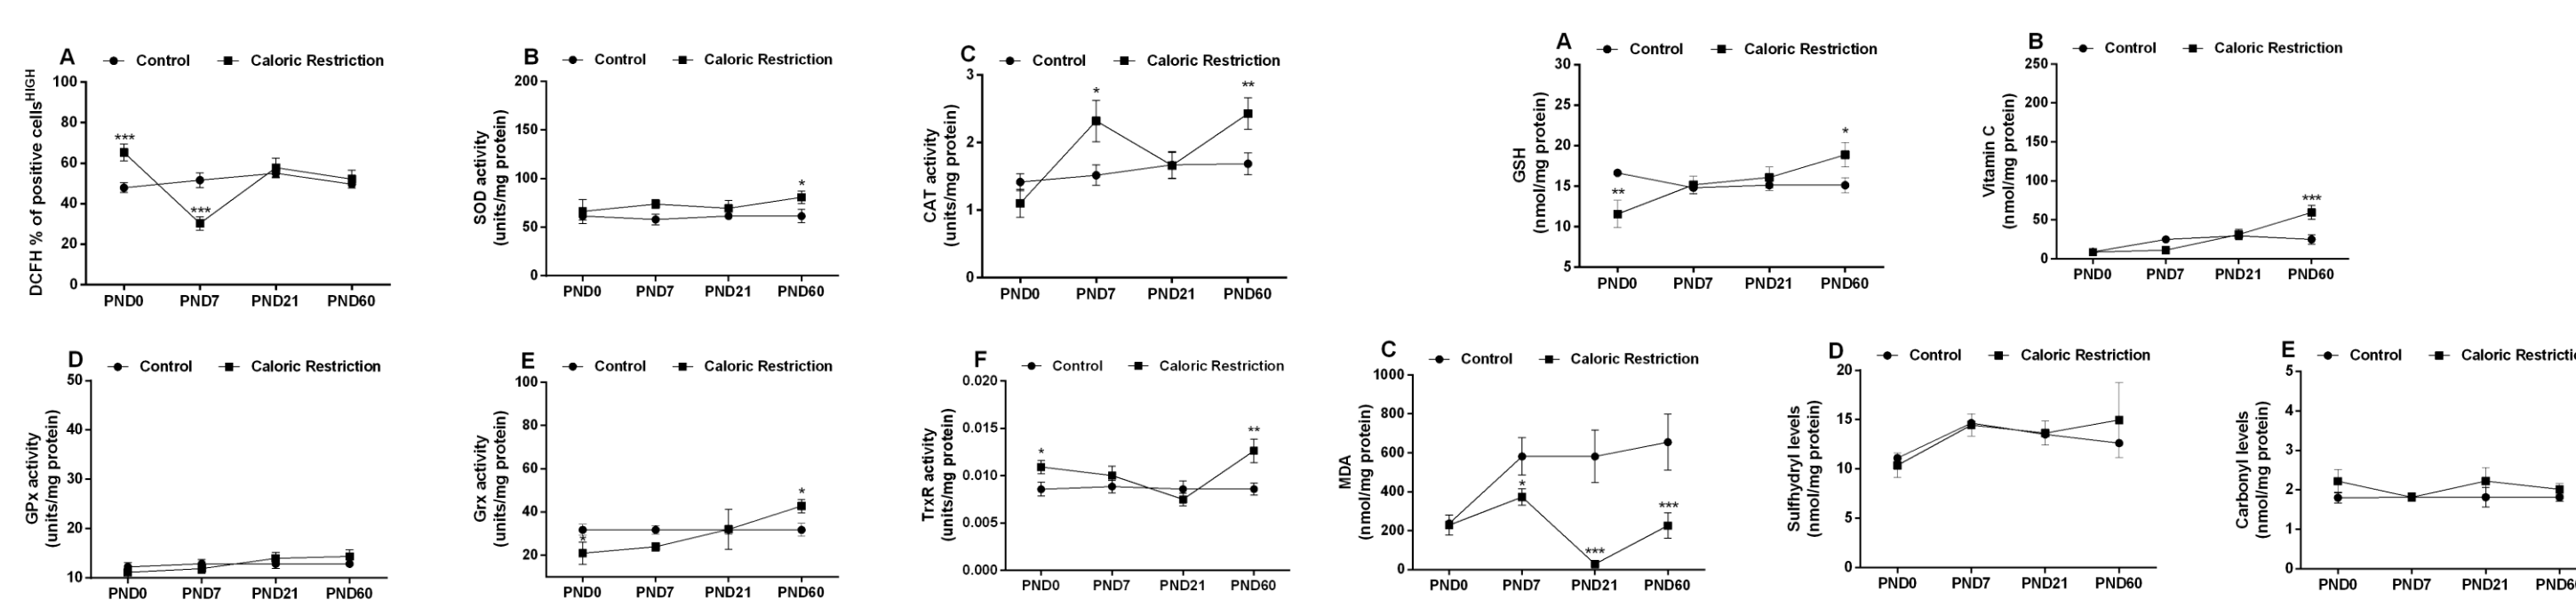 A
Control
Caloric Restriction
DCFH % of positive cellsHIGH
100
80
60
40
20
0
***
***
PND0 PND7 PND21 PND60
B
Control
Caloric Restriction
SOD activity
(units/mg protein)
200
150
100
50
0
*
PND0 PND7 PND21 PND60
C
Control
Caloric Restriction
CAT activity
(units/mg protein)
3
2
1
0
*
**
PND0 PND7 PND21 PND60
A
Control
Caloric Restriction
GSH
(nmol/mg protein)
30
25
20
15
10
5
**
*
PND0 PND7 PND21 PND60
B
Control
Caloric Restriction
Vitamin C
(nmol/mg protein)
250
200
150
100
50
0
***
PND0 PND7 PND21 PND60
D
Control
Caloric Restriction
GPx activity
(units/mg protein)
50
40
30
20
10
PND0 PND7 PND21 PND60
E
Control
Caloric Restriction
Grx activity
(units/mg protein)
100
80
60
40
20
*
*
PND0 PND7 PND21 PND60
F
Control
Caloric Restriction
TrxR activity
(units/mg protein)
0.020
0.015
0.010
0.005
0.000
*
**
PND0 PND7 PND21 PND60
C
Control
Caloric Restriction
MDA
(nmol/mg protein)
1000
800
600
400
200
0
*
***
***
PND0 PND7 PND21 PND60
D
Control
Caloric Restriction
Sulfhydryl levels
(nmol/mg protein)
20
15
10
5
0
PND0 PND7 PND21 PND60
E
Control
Caloric Restricti
Carbonyl levels
(nmol/mg protein)
5
4
3
2
1
0
PND0 PND7 PND21 PND6